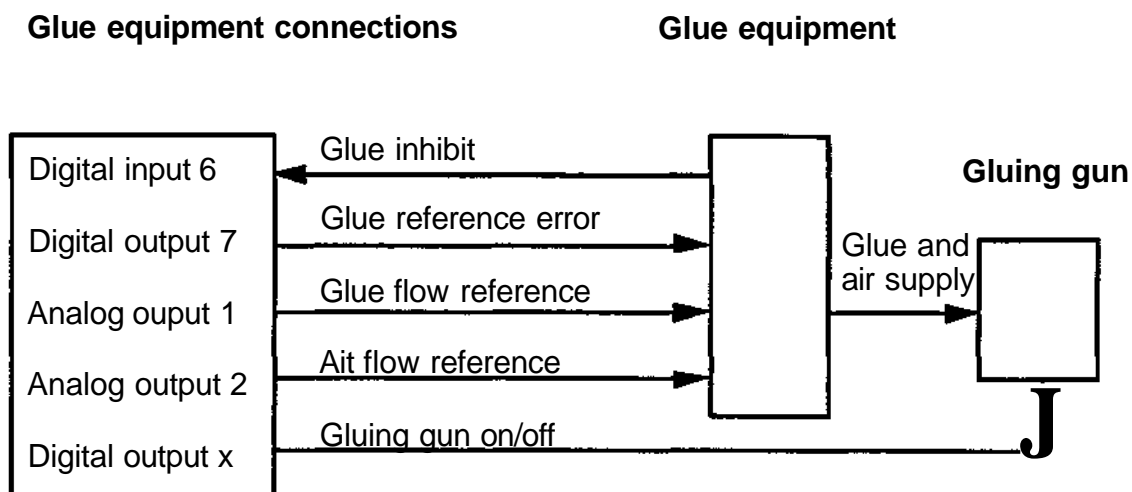 Glue equipment connections
Glue equipment
Digital input 6
Glue inhibit
Gluing gun
Digital output 7
Glue reference error
Glue and
air supply
Analog ouput 1
Glue flow reference
Analog output 2
Ait flow reference
Digital output x
Gluing gun on/off
J